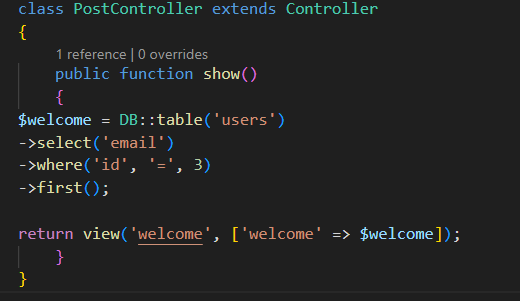 class PostController extends Controller
{
1 reference | 0 overrides
public function show()
{
$welcome = DB::table('users')
->select('email')
->where('id', '=', 3)
->first();
return view('welcome', ['welcome' => $welcome]);
}
}